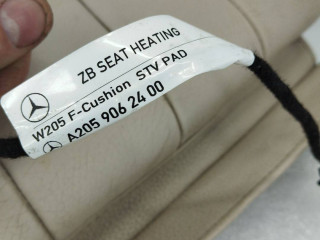 ZB SEAT HEATING
W205 F-Cushion STV PAD
A205 906 24 00